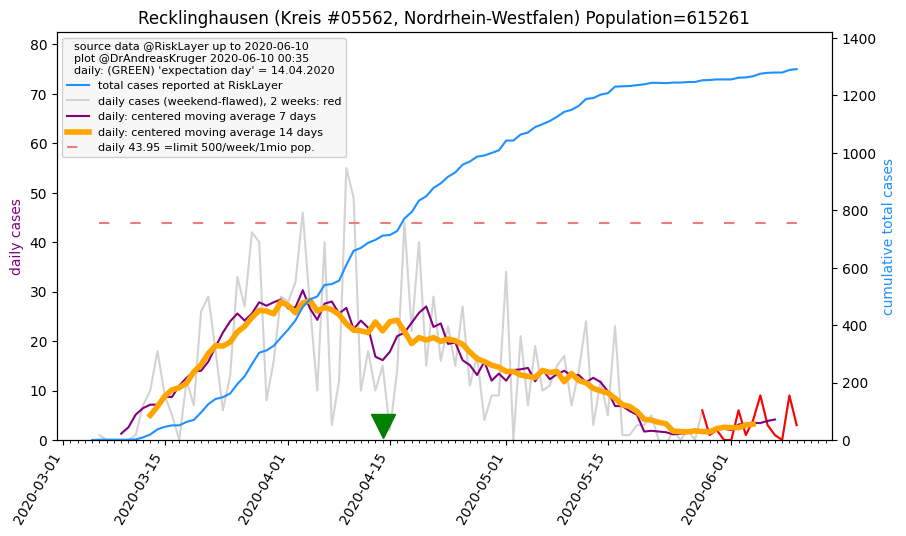 Recklinghausen (Kreis #05562, Nordrhein-Westfalen) Population=615261
source data @RiskLayer up to 2020-06-10
plot @DrAndreasKruger 2020-06-10 00:35
daily: (GREEN) 'expectation day' = 14.04.2020
total cases reported at RiskLayer
daily cases (weekend-flawed), 2 weeks: red
daily: centered moving average 7 days
daily: centered moving average 14 days
daily 43.95 =limit 500/week/1mio pop.
daily cases
80
70
60
50
40
30
20
10
0
cumulative total cases
1400
1200
1000
800
600
400
200
0
2020-03-01
2020-03-15
2020-04-01
2020-04-15
2020-05-01
2020-05-15
2020-06-01